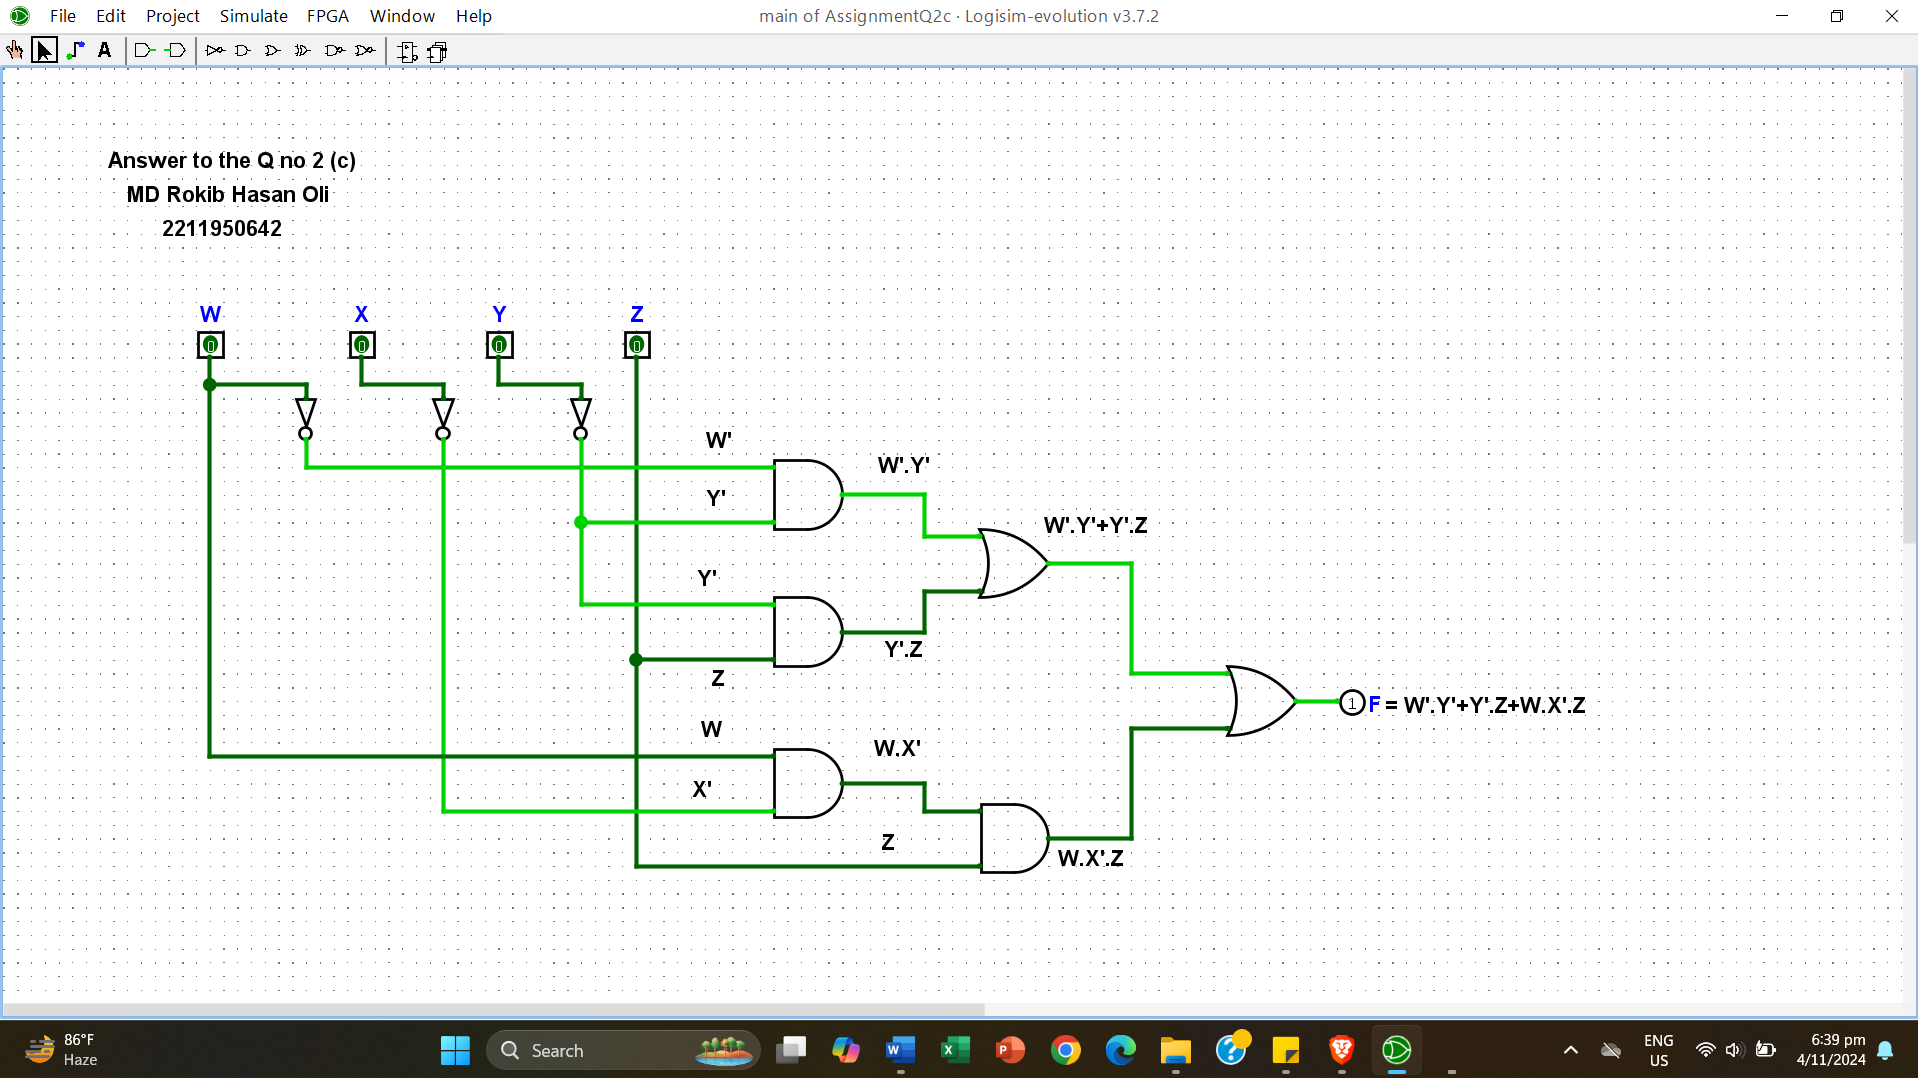 File Edit Project Simulate FPGA Window Help
main of AssignmentQ2c · Logisim-evolution v3.7.2
A
Answer to the Q no 2 (c)
MD Rokib Hasan Oli
2211950642
W X Y Z
0 0 0 0
W'
W'.Y'
Y'
W'.Y'+Y'.Z
Y'
Y'.Z
Z
1 F = W'.Y'+Y'.Z+W.X'.Z
W
W.X'
X'
Z
W.X'.Z
86°F
Haze
Search
ENG
US
6:39 pm
4/11/2024